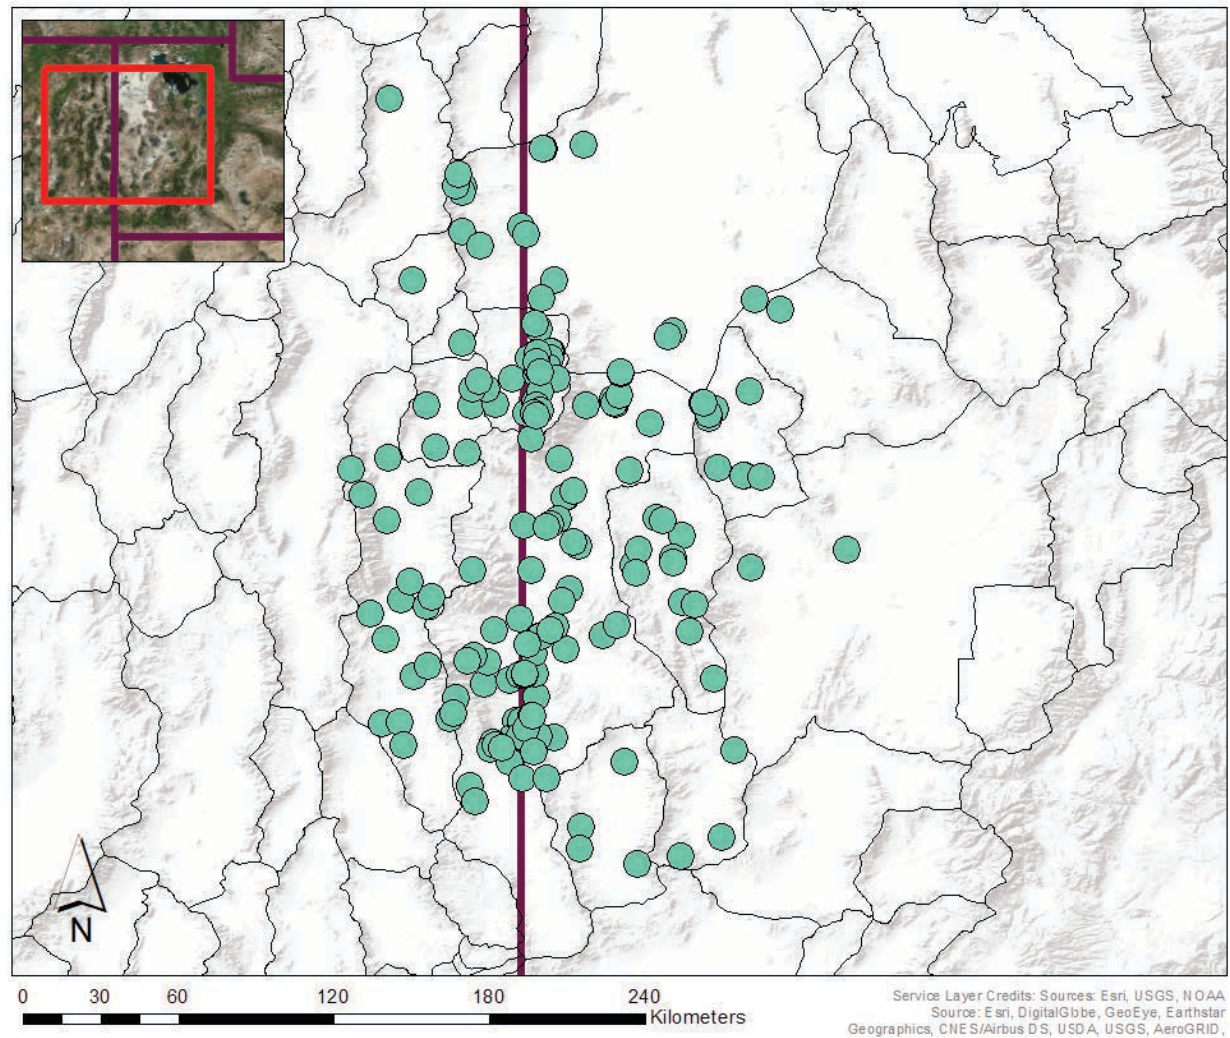 N
0 30 60 120 180 240
Kilometers
Service Layer Credits: Sources: Esri, USGS, NOAA
Source: Esri, DigitalGlobe, GeoEye, Earthstar
Geographics, CNES/Airbus DS, USDA, USGS, AeroGRID,